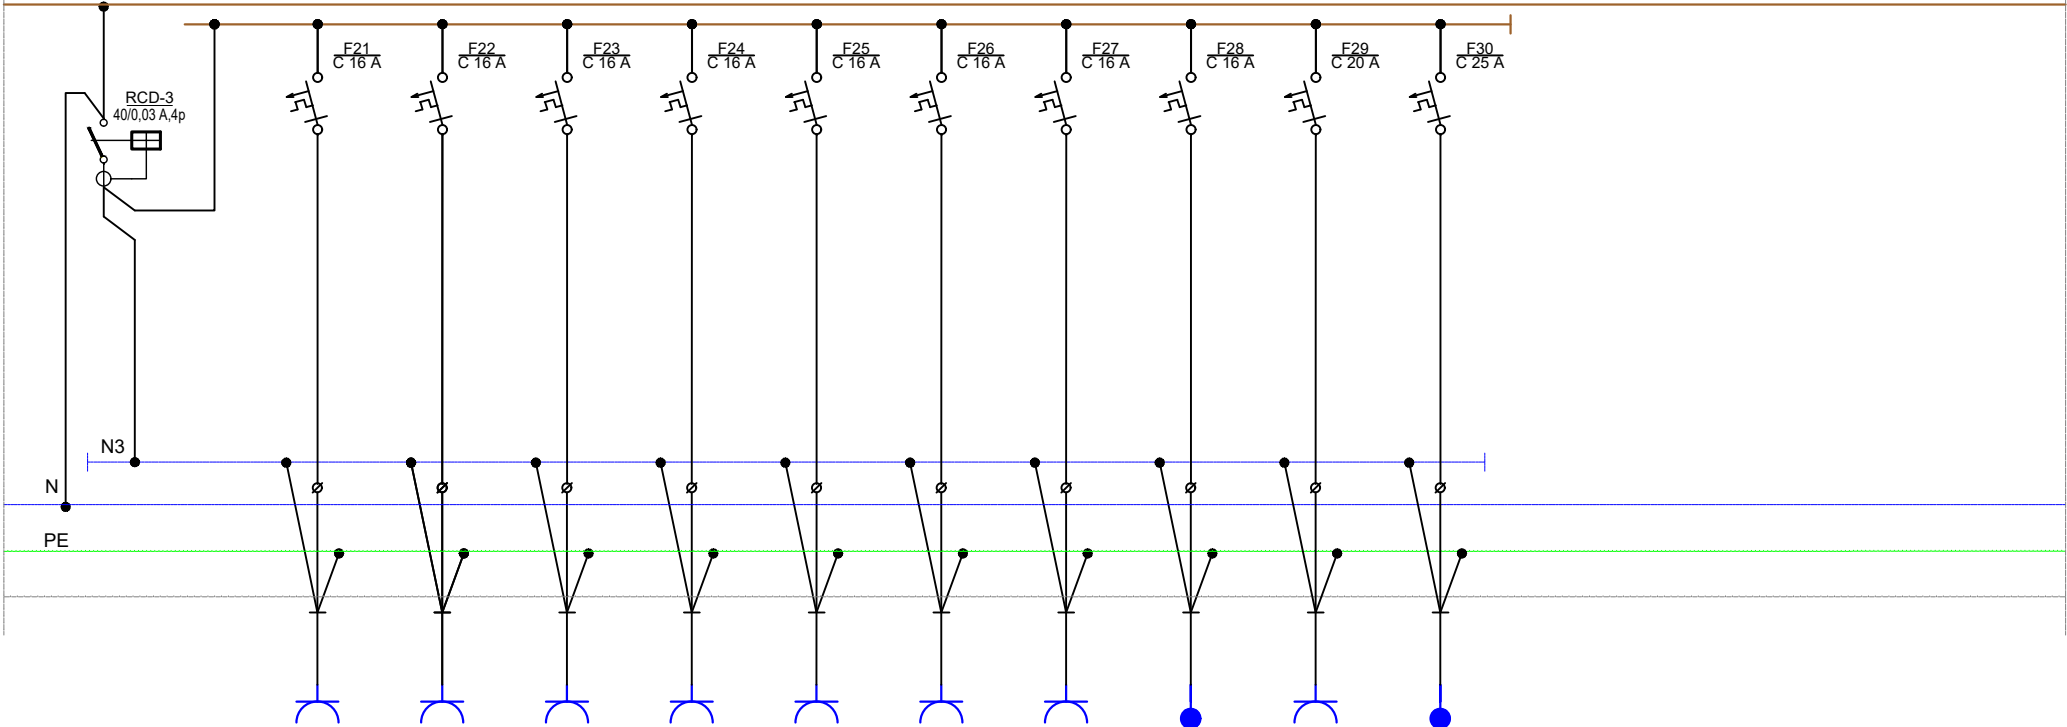 F21
C 16 A
F22
C 16 A
F23
C 16 A
F24
C 16 A
F25
C 16 A
F26
C 16 A
F27
C 16 A
F28
C 16 A
F29
C 20 A
F30
C 25 A
RCD-3
40/0,03 A,4p
N3
N
PE